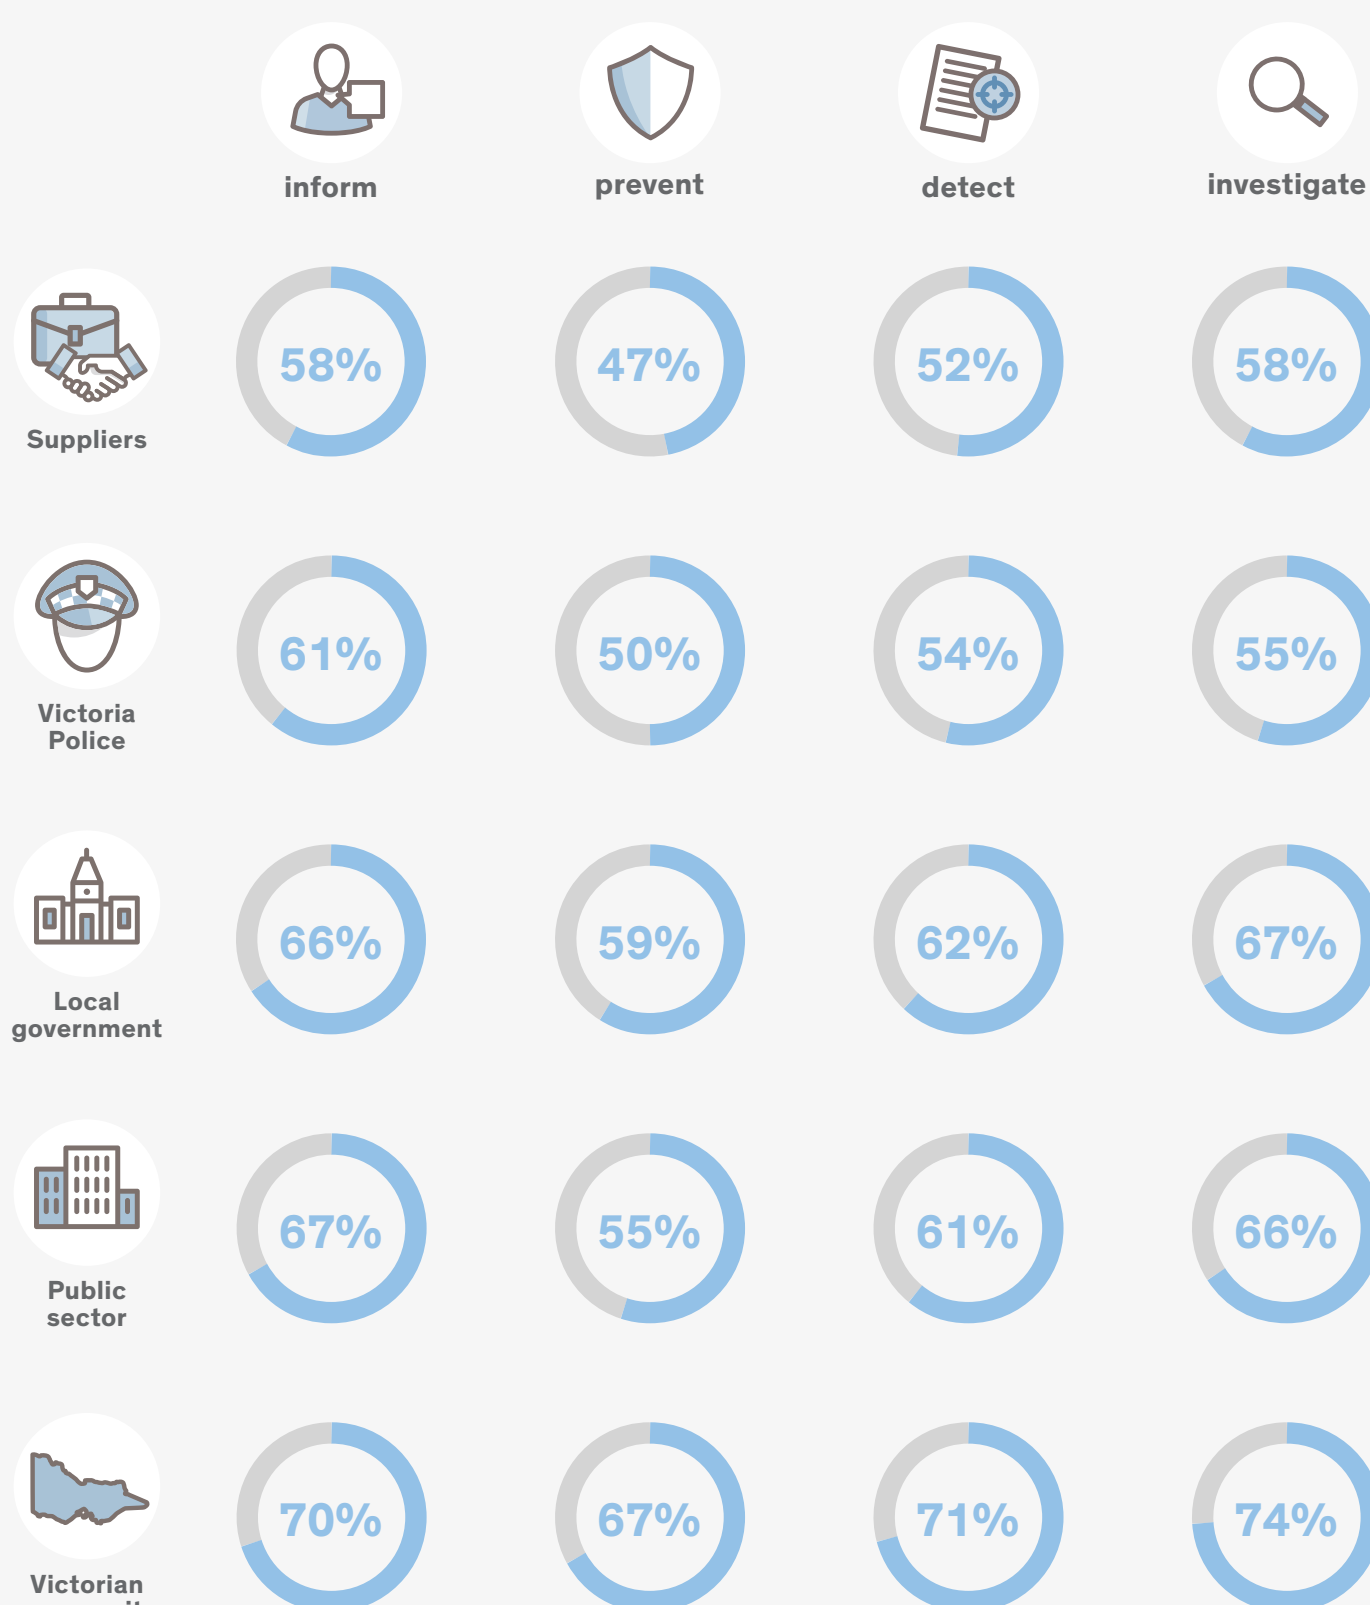 inform prevent detect investigate
58% 47% 52% 58%
Suppliers
61% 50% 54% 55%
Victoria
Police
66% 59% 62% 67%
Local
government
67% 55% 61% 66%
Public
sector
70% 67% 71% 74%
Victorian